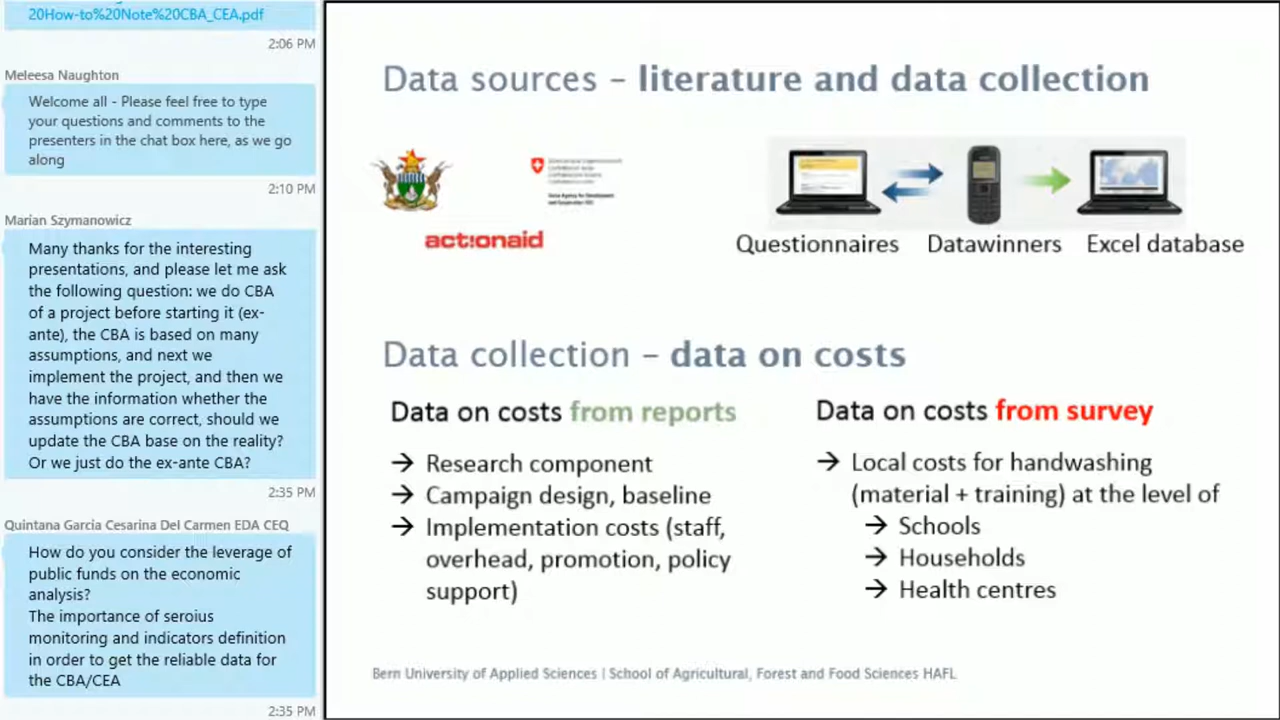 20How-to%20Note%20CBA_CEA.pdf
2:06 PM
Meleesa Naughton
Welcome all - Please feel free to type
your questions and comments to the
presenters in the chat box here, as we go
along
2:10 PM
Marian Szymanowicz
Many thanks for the interesting
presentations, and please let me ask
the following question: we do CBA
of a project before starting it (ex-
ante), the CBA is based on many
assumptions, and next we
implement the project, and then we
have the information whether the
assumptions are correct, should we
update the CBA base on the reality?
Or we just do the ex-ante CBA?
2:35 PM
Quintana Garcia Cesarina Del Carmen EDA CEQ
How do you consider the leverage of
public funds on the economic
analysis?
The importance of seroius
monitoring and indicators definition
in order to get the reliable data for
the CBA/CEA
2:35 PM
Data sources – literature and data collection
act!onaid
Questionnaires
Datawinners
Excel database
Data collection – data on costs
Data on costs from reports
→ Research component
→ Campaign design, baseline
→ Implementation costs (staff,
overhead, promotion, policy
support)
Data on costs from survey
→ Local costs for handwashing
(material + training) at the level of
→ Schools
→ Households
→ Health centres
Bern University of Applied Sciences | School of Agricultural, Forest and Food Sciences HAFL